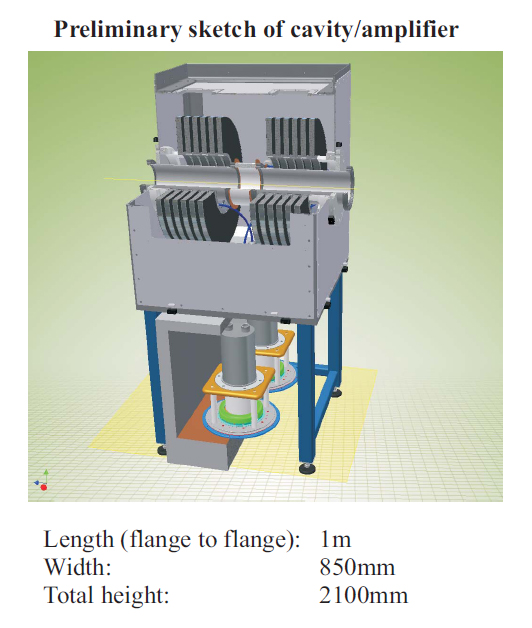 Preliminary sketch of cavity/amplifier
Length (flange to flange): 1m
Width: 850mm
Total height: 2100mm